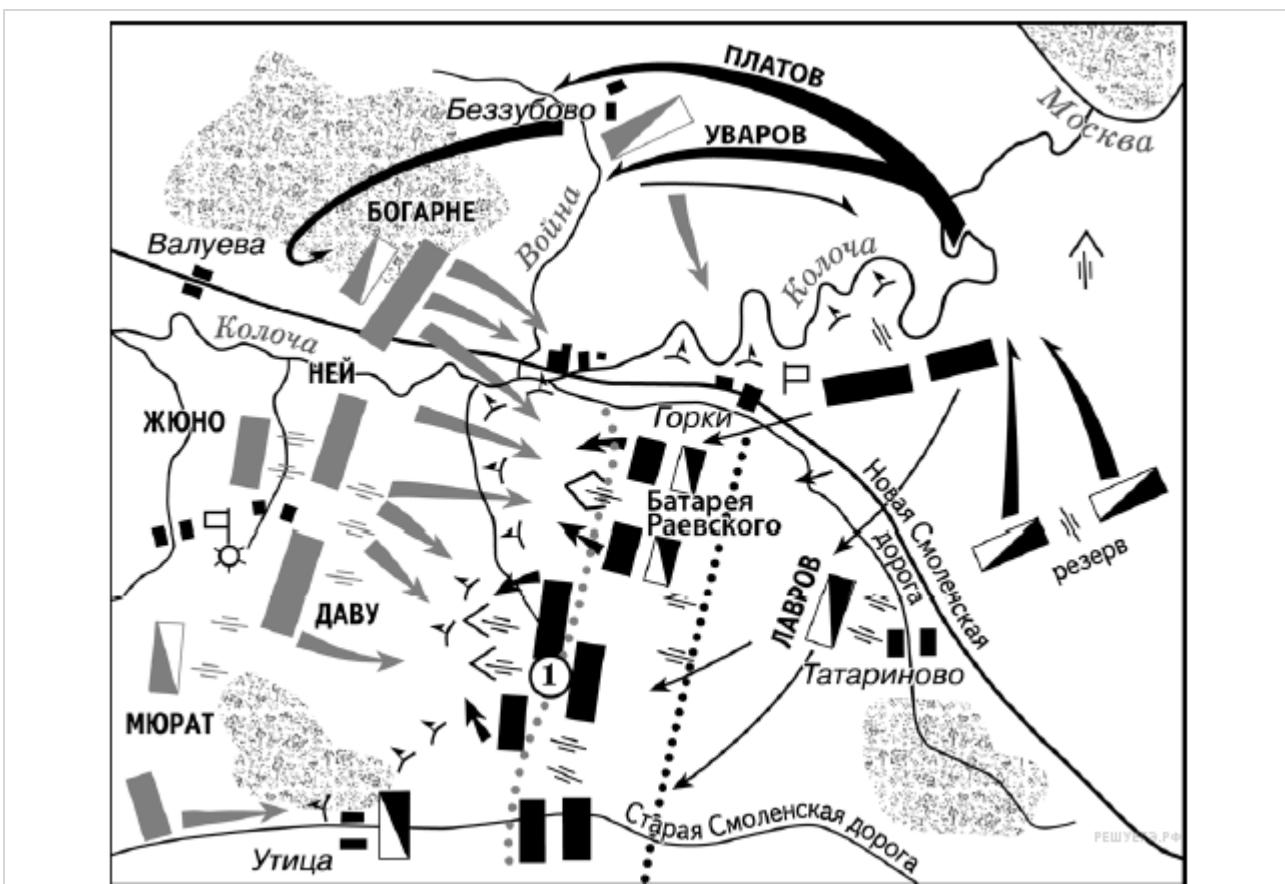 ПЛАТОВ
Москва
Беззубово
УВАРОВ
БОГАРНЕ
Война
Валуева
Колоча
Колоча
НЕЙ
ЖЮНО
Горки
Батарея
Раевского
Новая Смоленская
дорога
резерв
ДАВУ
ЛАВРОВ
1
Татариново
МЮРАТ
Старая Смоленская дорога
Утица
РЕШУЕГЭ.РФ